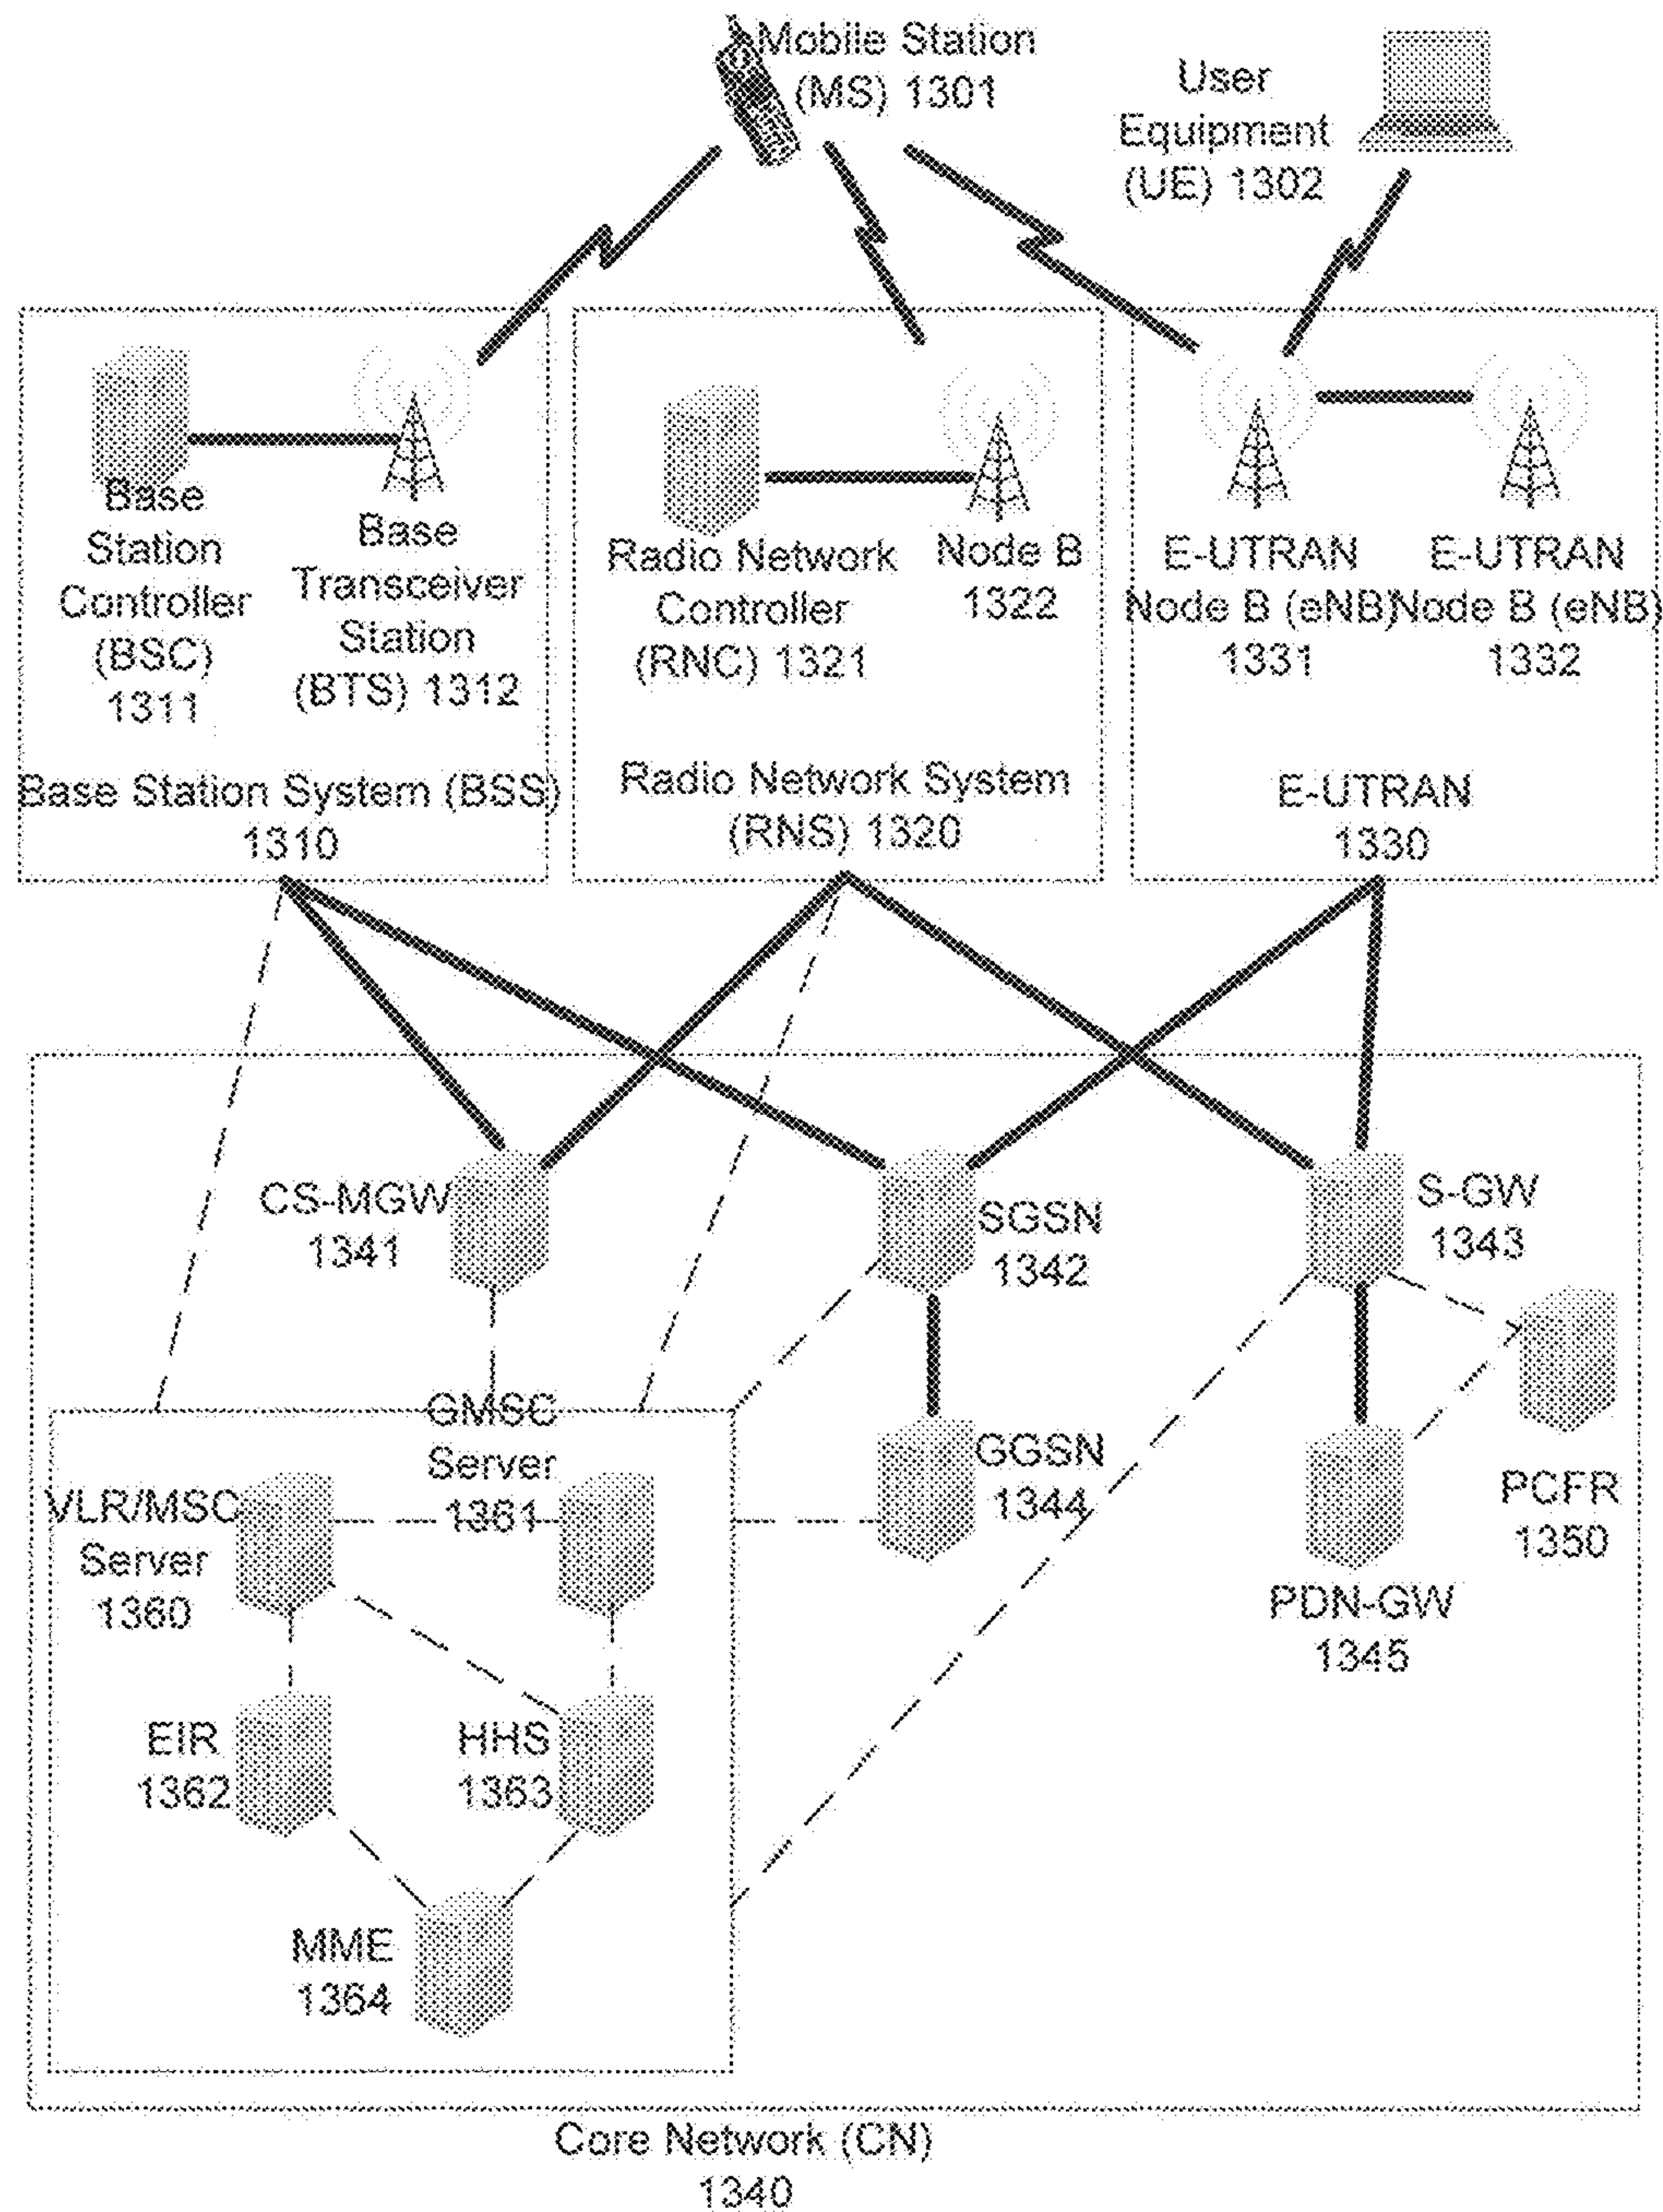 Mobile Station
(MS) 1301
User
Equipment
(UE) 1302
Base
Station
Controller
(BSC)
1311
Base
Transceiver
Station
(BTS) 1312
Base Station System (BSS)
1310
Radio Network
Controller
(RNC) 1321
Node B
1322
Radio Network System
(RNS) 1320
E-UTRAN
Node B (eNB)
1331
E-UTRAN
Node B (eNB)
1332
E-UTRAN
1330
CS-MGW
1341
SGSN
1342
S-GW
1343
GMSC
Server
1361
GGSN
1344
PCFR
1350
VLR/MSC
Server
1360
PDN-GW
1345
EIR
1362
HHS
1363
MME
1364
Core Network (CN)
1340